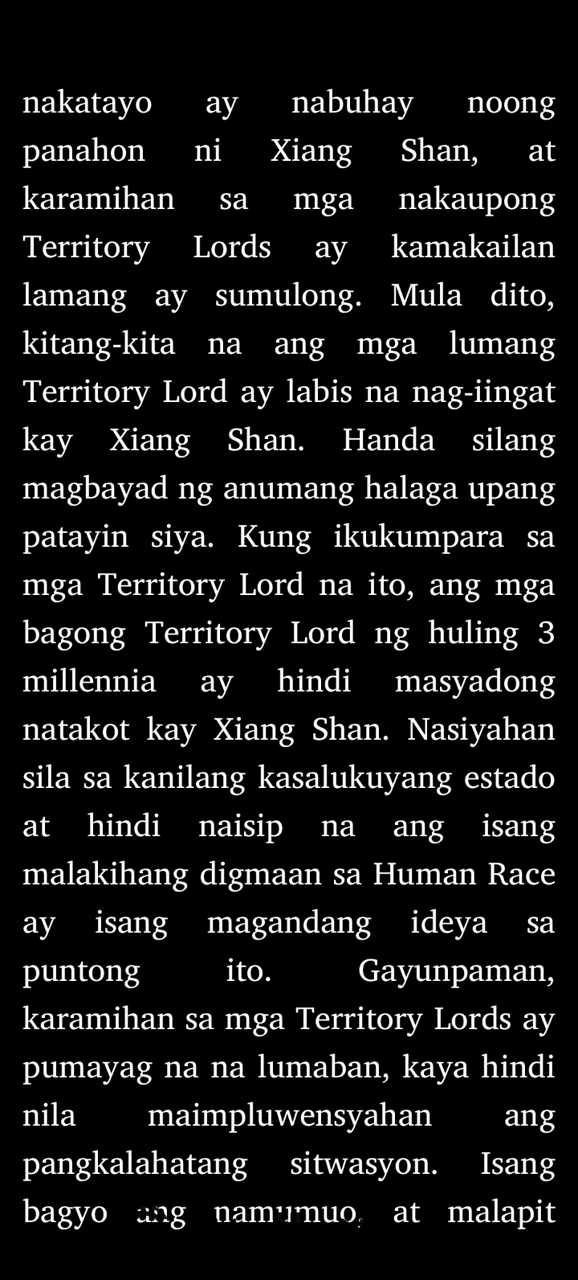 nakatayo ay nabuhay noong
panahon ni Xiang Shan, at
karamihan sa mga nakaupong
Territory Lords ay kamakailan
lamang ay sumulong. Mula dito,
kitang-kita na ang mga lumang
Territory Lord ay labis na nag-iingat
kay Xiang Shan. Handa silang
magbayad ng anumang halaga upang
patayin siya. Kung ikukumpara sa
mga Territory Lord na ito, ang mga
bagong Territory Lord ng huling 3
millennia ay hindi masyadong
natakot kay Xiang Shan. Nasiyahan
sila sa kanilang kasalukuyang estado
at hindi naisip na ang isang
malakihang digmaan sa Human Race
ay isang magandang ideya sa
puntong ito. Gayunpaman,
karamihan sa mga Territory Lords ay
pumayag na na lumaban, kaya hindi
nila maimpluwensyahan ang
pangkalahatang sitwasyon. Isang
bagyo ang namumuo, at malapit